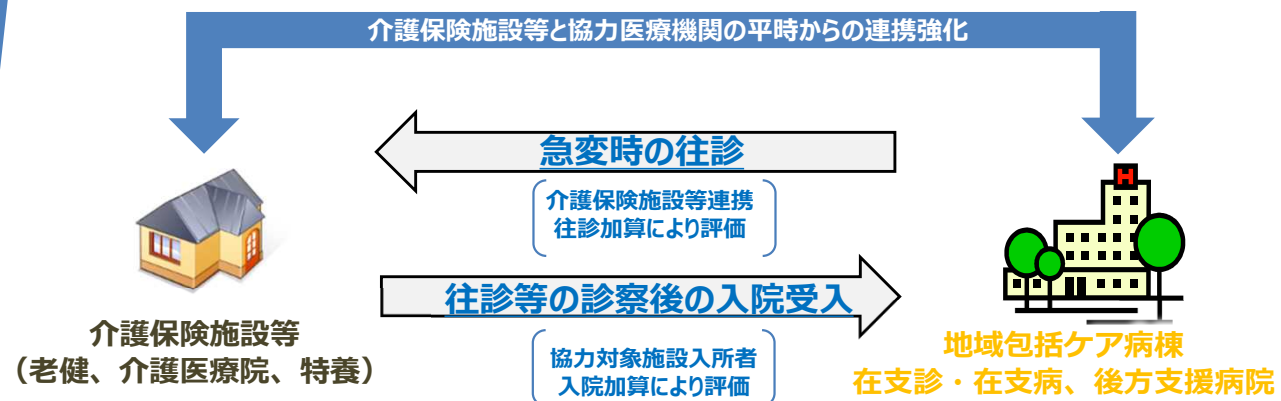 介護保険施設等と協力医療機関の平時からの連携強化
急変時の往診
介護保険施設等連携
往診加算により評価
往診等の診察後の入院受入
協力対象施設入所者
入院加算により評価
介護保険施設等
（老健、介護医療院、特養）
H
地域包括ケア病棟
在支診・在支病、後方支援病院